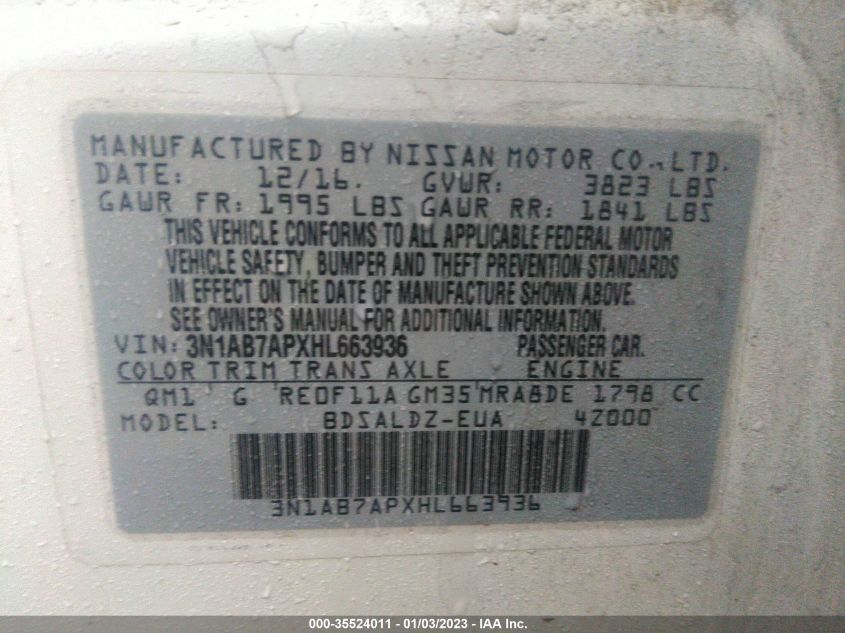 MANUFACTURED BY NISSAN MOTOR CO., LTD.
DATE: 12/16. GVWR: 3823 LBS
GAWR FR: 1995 LBS GAWR RR: 1841 LBS
THIS VEHICLE CONFORMS TO ALL APPLICABLE FEDERAL MOTOR
VEHICLE SAFETY, BUMPER AND THEFT PREVENTION STANDARDS
IN EFFECT ON THE DATE OF MANUFACTURE SHOWN ABOVE.
SEE OWNER'S MANUAL FOR ADDITIONAL INFORMATION.
VIN: 3N1AB7APXHL663936 PASSENGER CAR.
COLOR TRIM TRANS AXLE ENGINE
QM1 G RE0F11A GM35 MRA8DE 1798 CC
MODEL: BDSALDZ-EUA 4Z000
3N1AB7APXHL663936
000-35524011 - 01/03/2023 - IAA Inc.